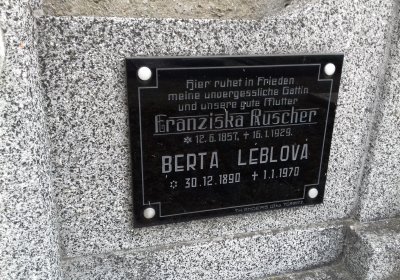 Hier ruhet in Frieden
meine unvergessliche Gattin
und unsere gute Mutter
Franziska Ruscher
* 12.6.1857. + 16.1.1929.
BERTA LEBLOVÁ
* 30.12.1890 + 1.1.1970